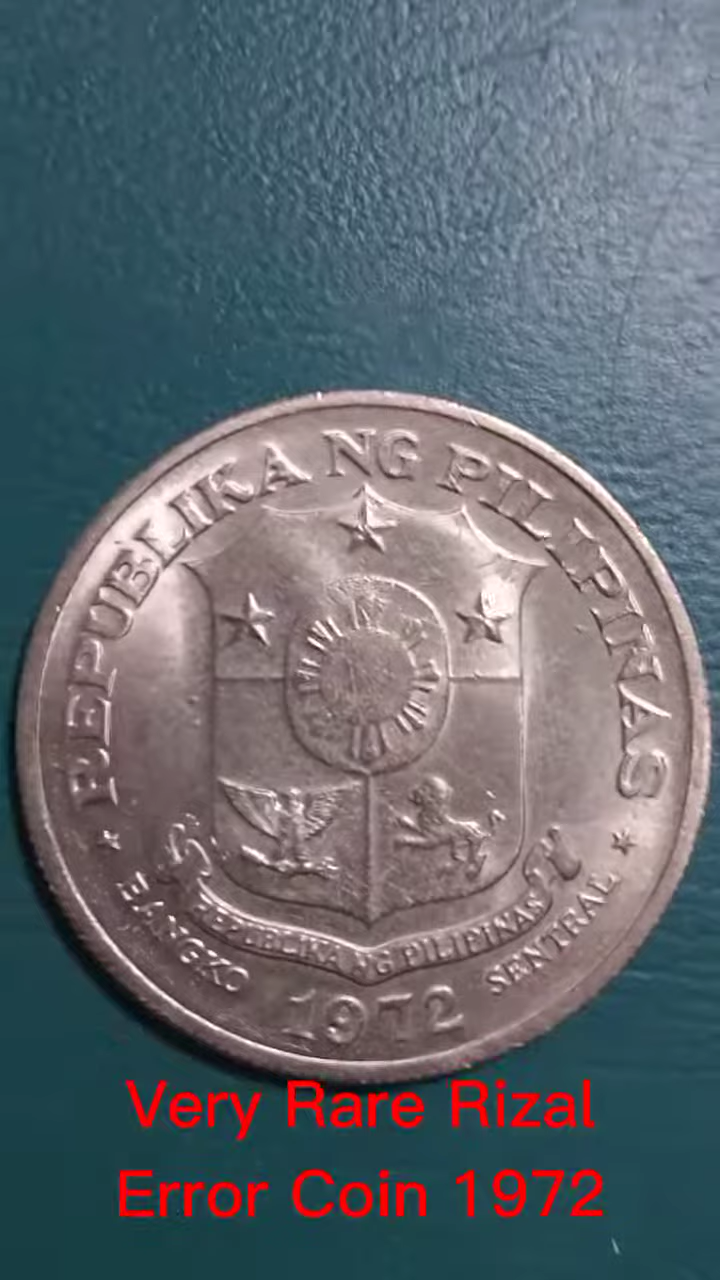 REPUBLIKA NG PILIPINAS
REPUBLIKA NG PILIPINAS
BANGKO SENTRAL
1972
Very Rare Rizal
Error Coin 1972